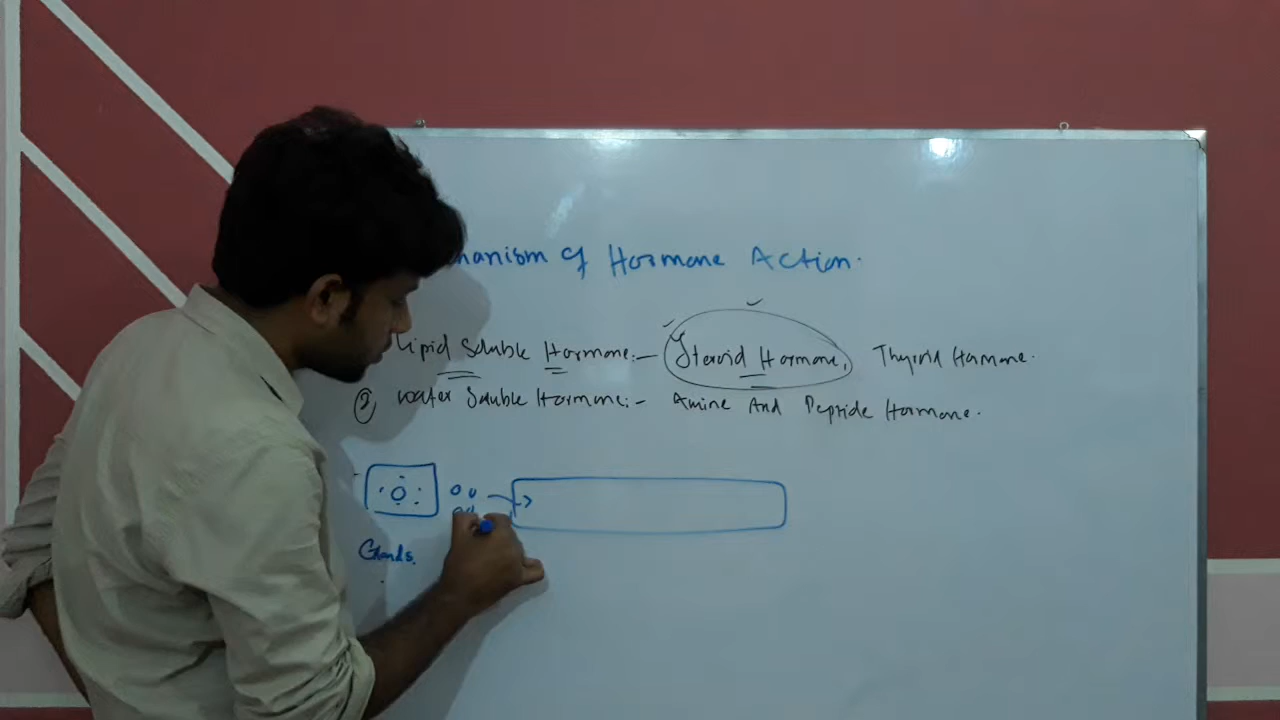 hanism of Hormone Action.
Lipid Soluble Hormone:- Steroid Hormone, Thyroid Hormone.
② Water Soluble Hormone:- Amine And Peptide Hormone.
Glands.